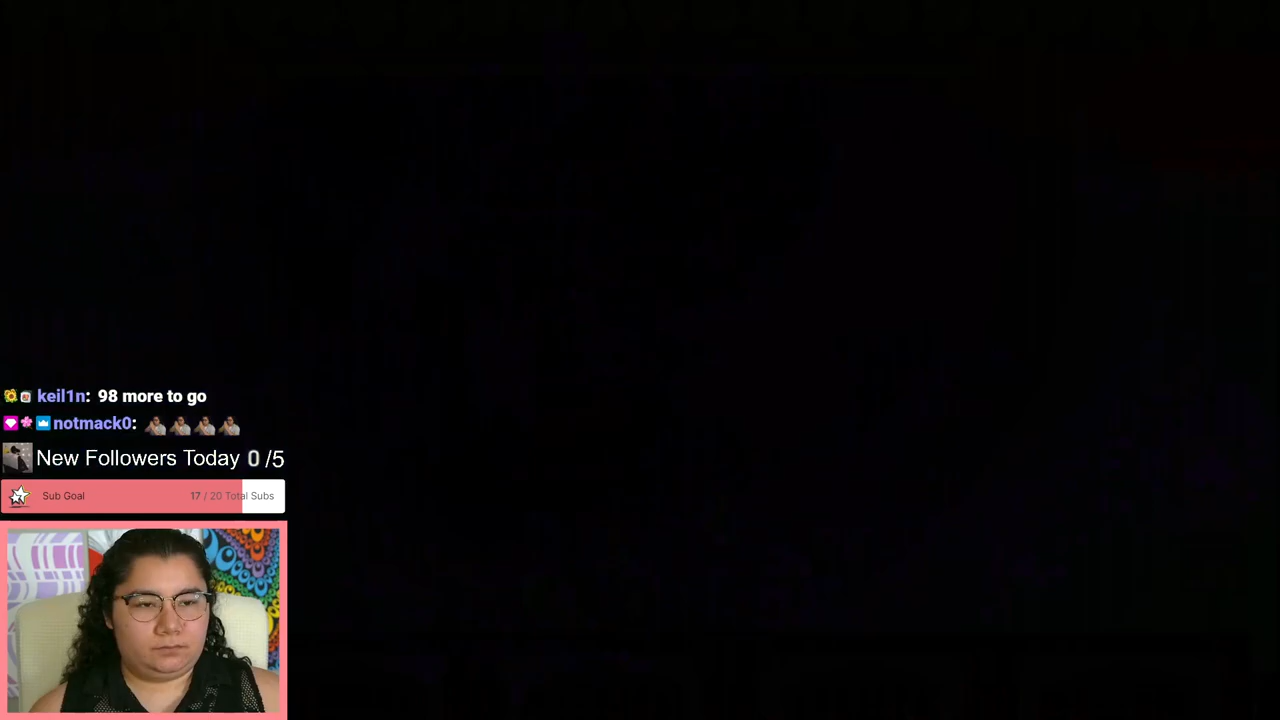 keil1n: 98 more to go
notmack0:
New Followers Today 0 /5
Sub Goal 17 / 20 Total Subs